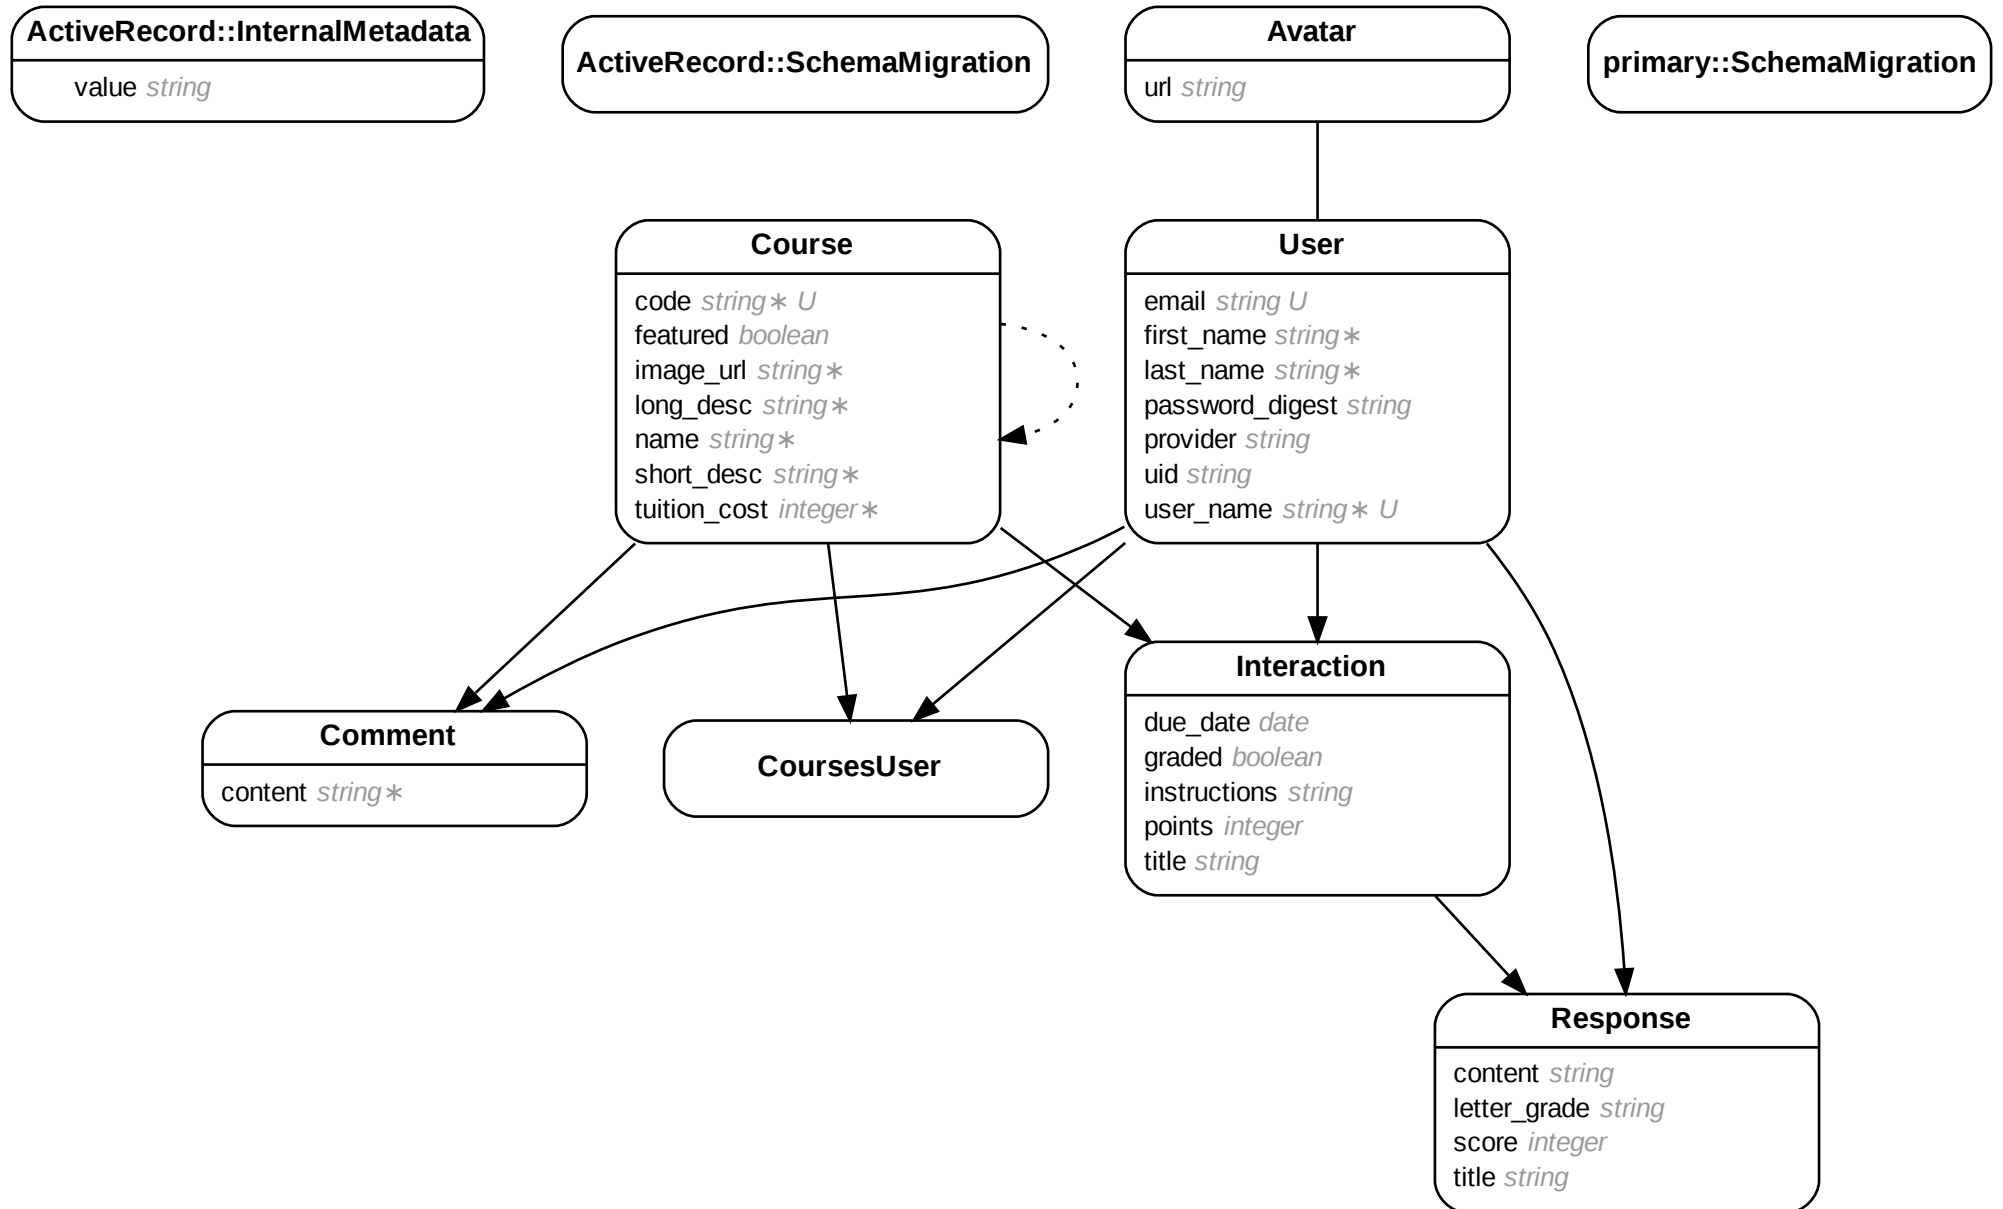 ActiveRecord::InternalMetadata
value string
ActiveRecord::SchemaMigration
Avatar
url string
primary::SchemaMigration
Course
code string∗ U
featured boolean
image_url string∗
long_desc string∗
name string∗
short_desc string∗
tuition_cost integer∗
User
email string U
first_name string∗
last_name string∗
password_digest string
provider string
uid string
user_name string∗ U
Comment
content string∗
CoursesUser
Interaction
due_date date
graded boolean
instructions string
points integer
title string
Response
content string
letter_grade string
score integer
title string